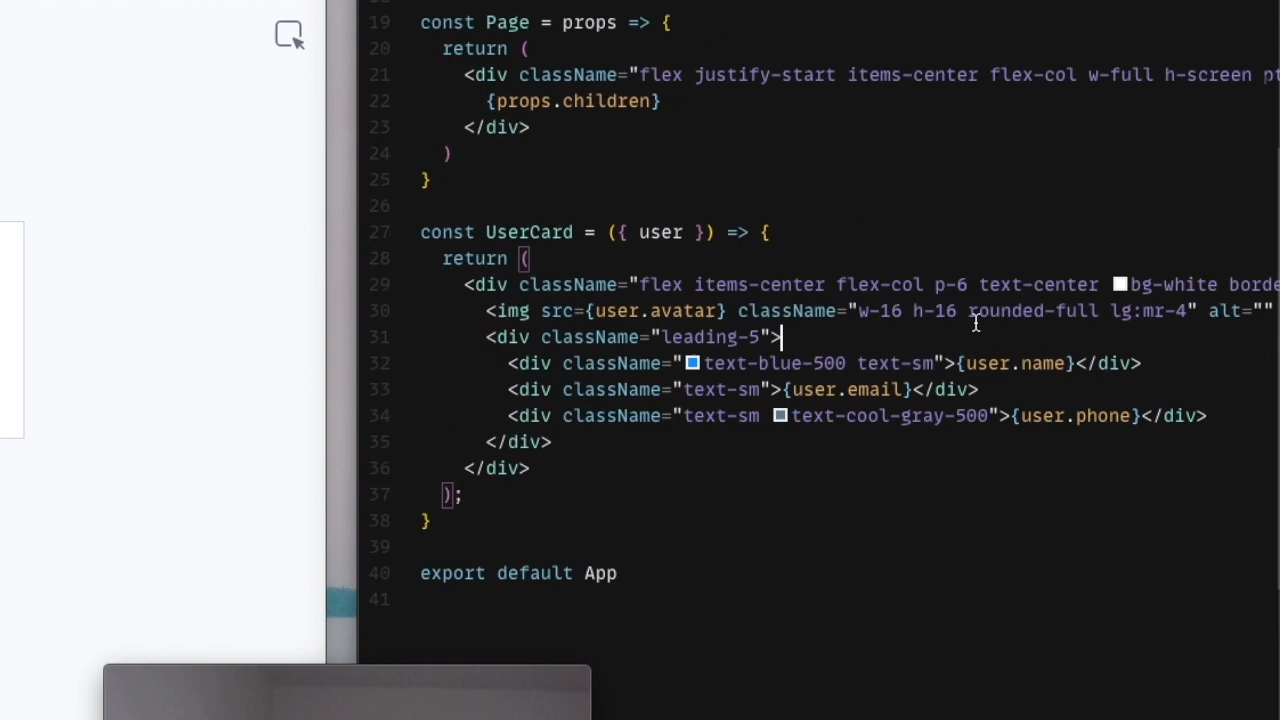 19 const Page = props => {
20 return (
21 <div className="flex justify-start items-center flex-col w-full h-screen pt
22 {props.children}
23 </div>
24 )
25 }
26
27 const UserCard = ({ user }) => {
28 return (
29 <div className="flex items-center flex-col p-6 text-center bg-white borde
30 <img src={user.avatar} className="w-16 h-16 rounded-full lg:mr-4" alt=""
31 <div className="leading-5">
32 <div className="text-blue-500 text-sm">{user.name}</div>
33 <div className="text-sm">{user.email}</div>
34 <div className="text-sm text-cool-gray-500">{user.phone}</div>
35 </div>
36 </div>
37 );
38 }
39
40 export default App
41